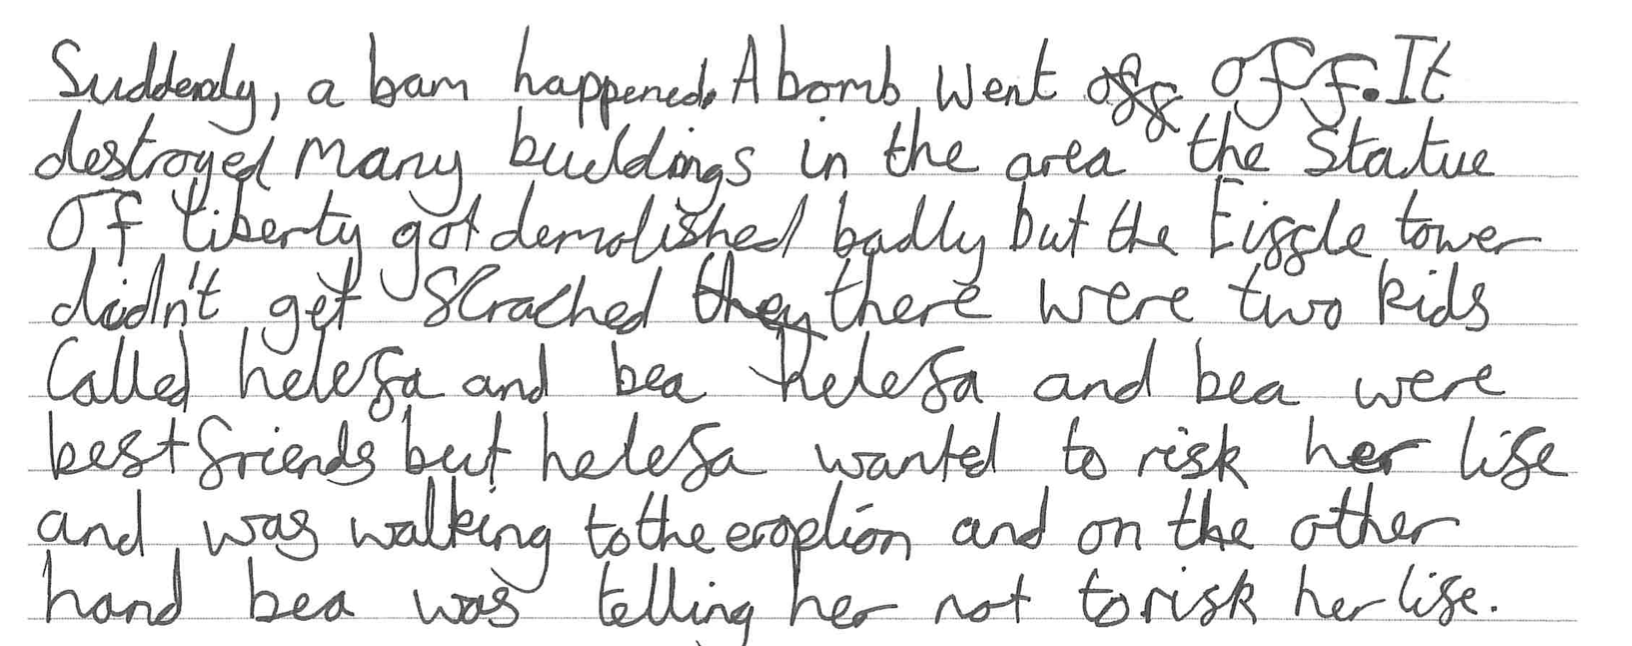 Suddenly, a bam happened. A bomb went off off. It
destroyed many buildings in the area the statue
of liberty got demolished badly but the Eiffle tower
didn't get scrached they there were two kids
called helefa and bea helefa and bea were
best friends but helefa wanted to risk her life
and was walking to the eroption and on the other
hand bea was telling her not to risk her life.